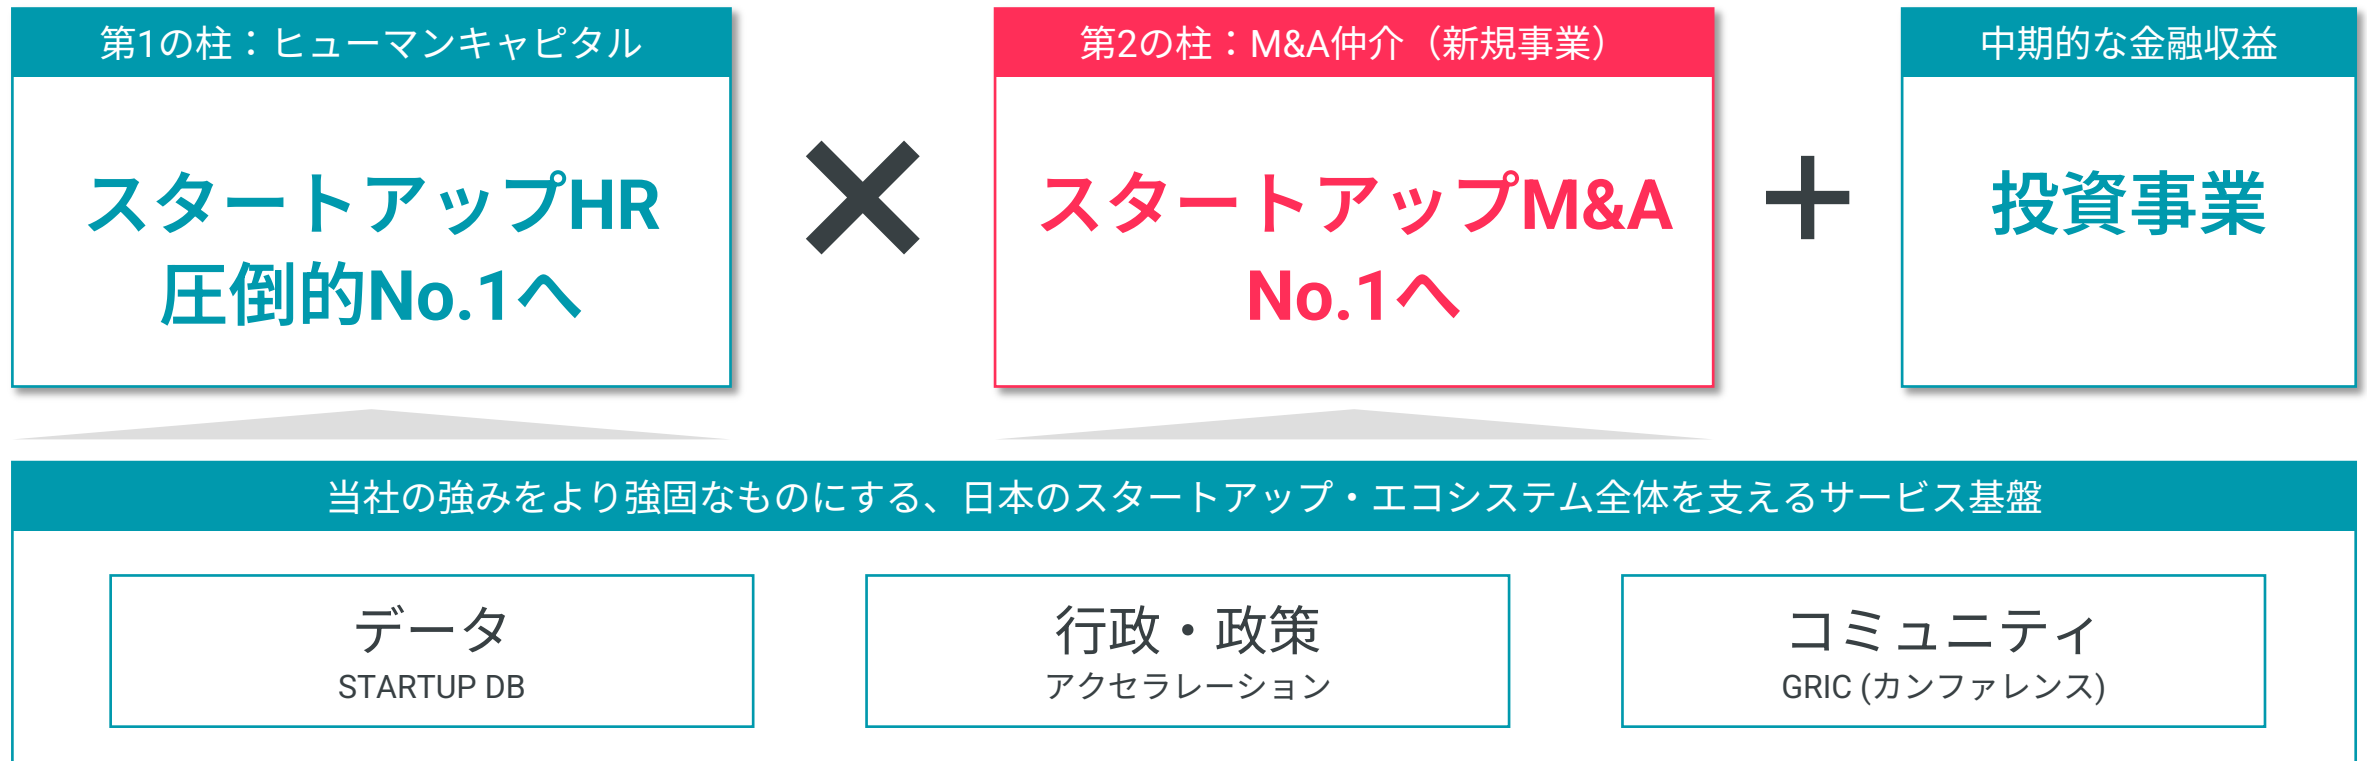 第1の柱：ヒューマンキャピタル
スタートアップHR
圧倒的No.1へ
×
第2の柱：M&A仲介（新規事業）
スタートアップM&A
No.1へ
+
中期的な金融収益
投資事業
当社の強みをより強固なものにする、日本のスタートアップ・エコシステム全体を支えるサービス基盤
データ
STARTUP DB
行政・政策
アクセラレーション
コミュニティ
GRIC (カンファレンス)